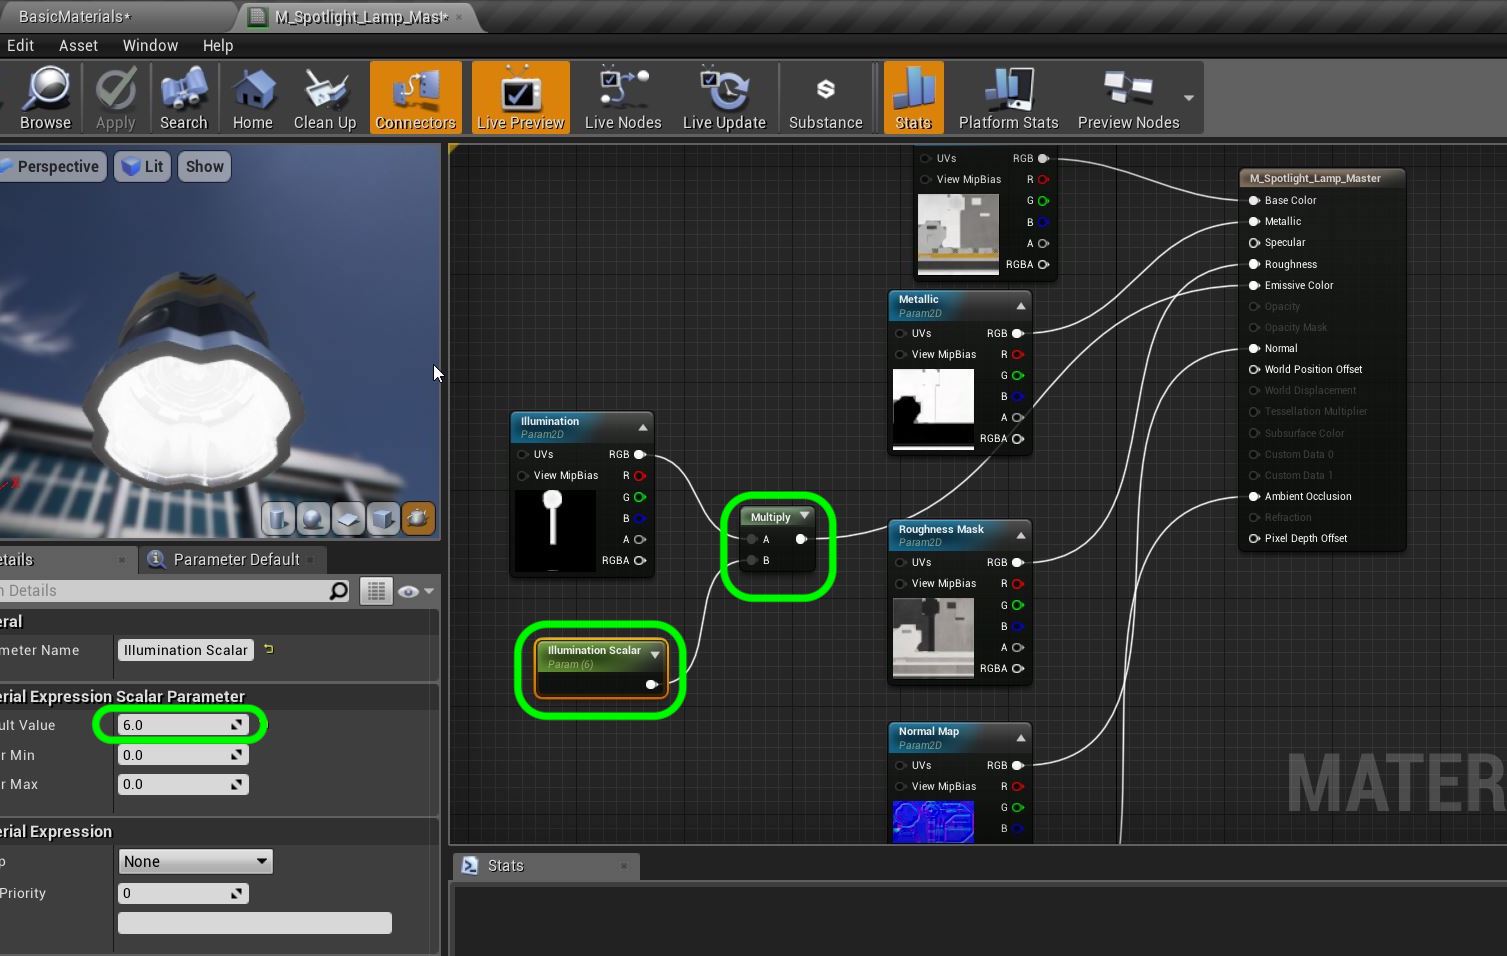 BasicMaterials*
M_Spotlight_Lamp_Mast*
Edit Asset Window Help
Browse Apply Search Home Clean Up Connectors Live Preview Live Nodes Live Update Substance Stats Platform Stats Preview Nodes
Perspective Lit Show
UVs RGB
View MipBias R
G
B
A
RGBA
M_Spotlight_Lamp_Master
Base Color
Metallic
Specular
Roughness
Emissive Color
Opacity
Opacity Mask
Normal
World Position Offset
World Displacement
Tessellation Multiplier
Subsurface Color
Custom Data 0
Custom Data 1
Ambient Occlusion
Refraction
Pixel Depth Offset
Metallic
Param2D
UVs RGB
View MipBias R
G
B
A
RGBA
Illumination
Param2D
UVs RGB
View MipBias R
G
B
A
RGBA
Multiply
A
B
Illumination Scalar
Param (6)
Roughness Mask
Param2D
UVs RGB
View MipBias R
G
B
A
RGBA
Normal Map
Param2D
UVs RGB
View MipBias R
G
B
MATER
etails
Parameter Default
h Details
eral
meter Name Illumination Scalar
erial Expression Scalar Parameter
ult Value 6.0
r Min 0.0
r Max 0.0
erial Expression
p None
Priority 0
Stats